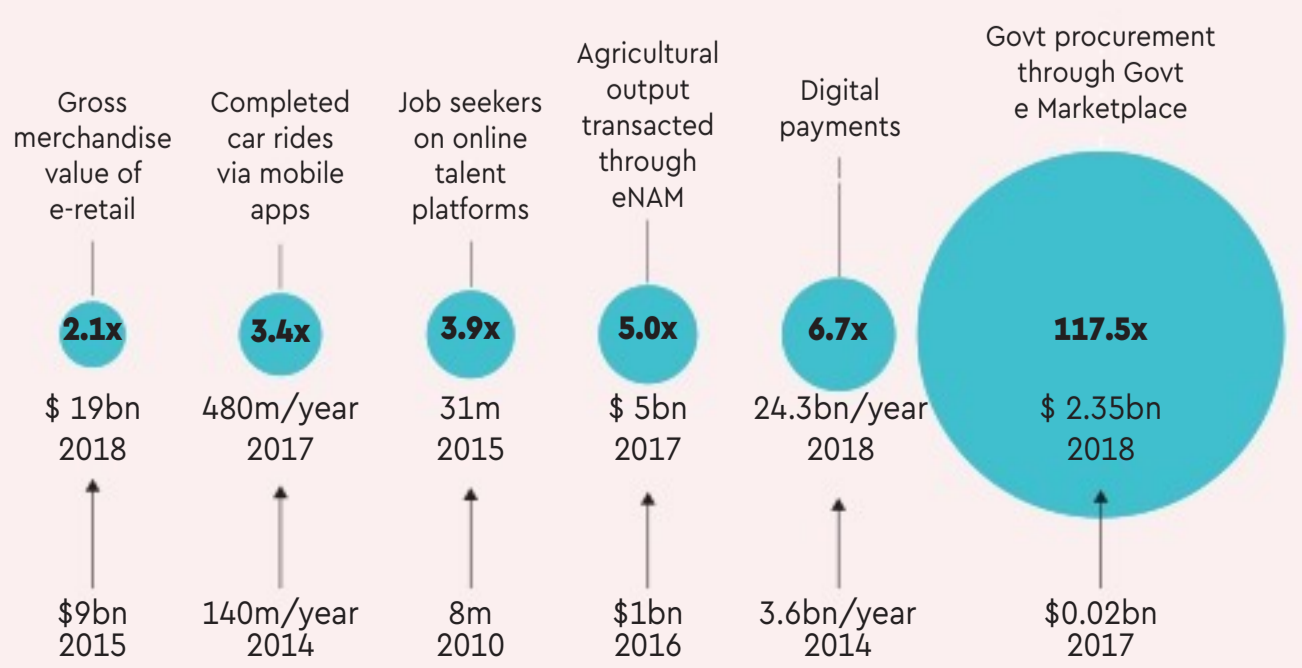 Gross
merchandise
value of
e-retail
2.1x
$ 19bn
2018
$9bn
2015
Completed
car rides
via mobile
apps
3.4x
480m/year
2017
140m/year
2014
Job seekers
on online
talent
platforms
3.9x
31m
2015
8m
2010
Agricultural
output
transacted
through
eNAM
5.0x
$ 5bn
2017
$1bn
2016
Digital
payments
6.7x
24.3bn/year
2018
3.6bn/year
2014
Govt procurement
through Govt
e Marketplace
117.5x
$ 2.35bn
2018
$0.02bn
2017